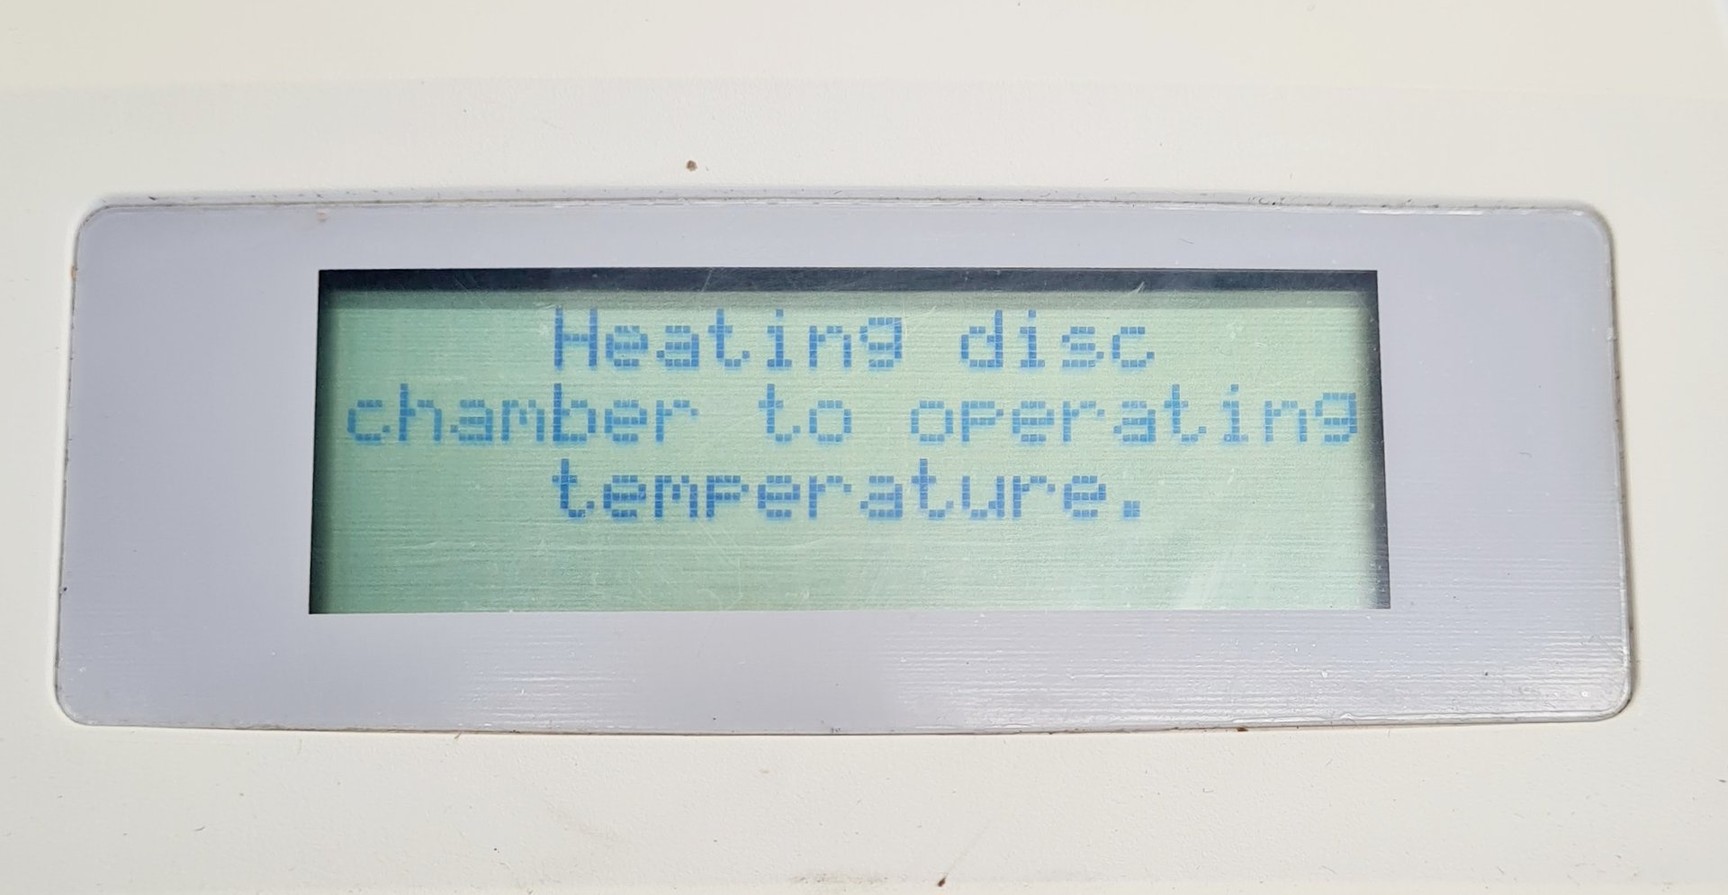 Heating disc
chamber to operating
temperature.